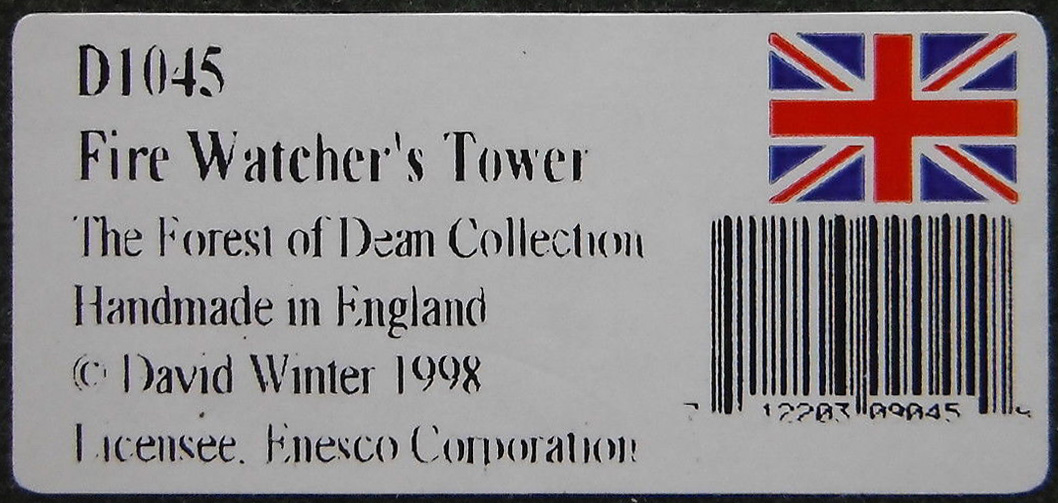 D1045
Fire Watcher's Tower
The Forest of Dean Collection
Handmade in England
© David Winter 1998
Licensee. Enesco Corporation
7 12203 09045